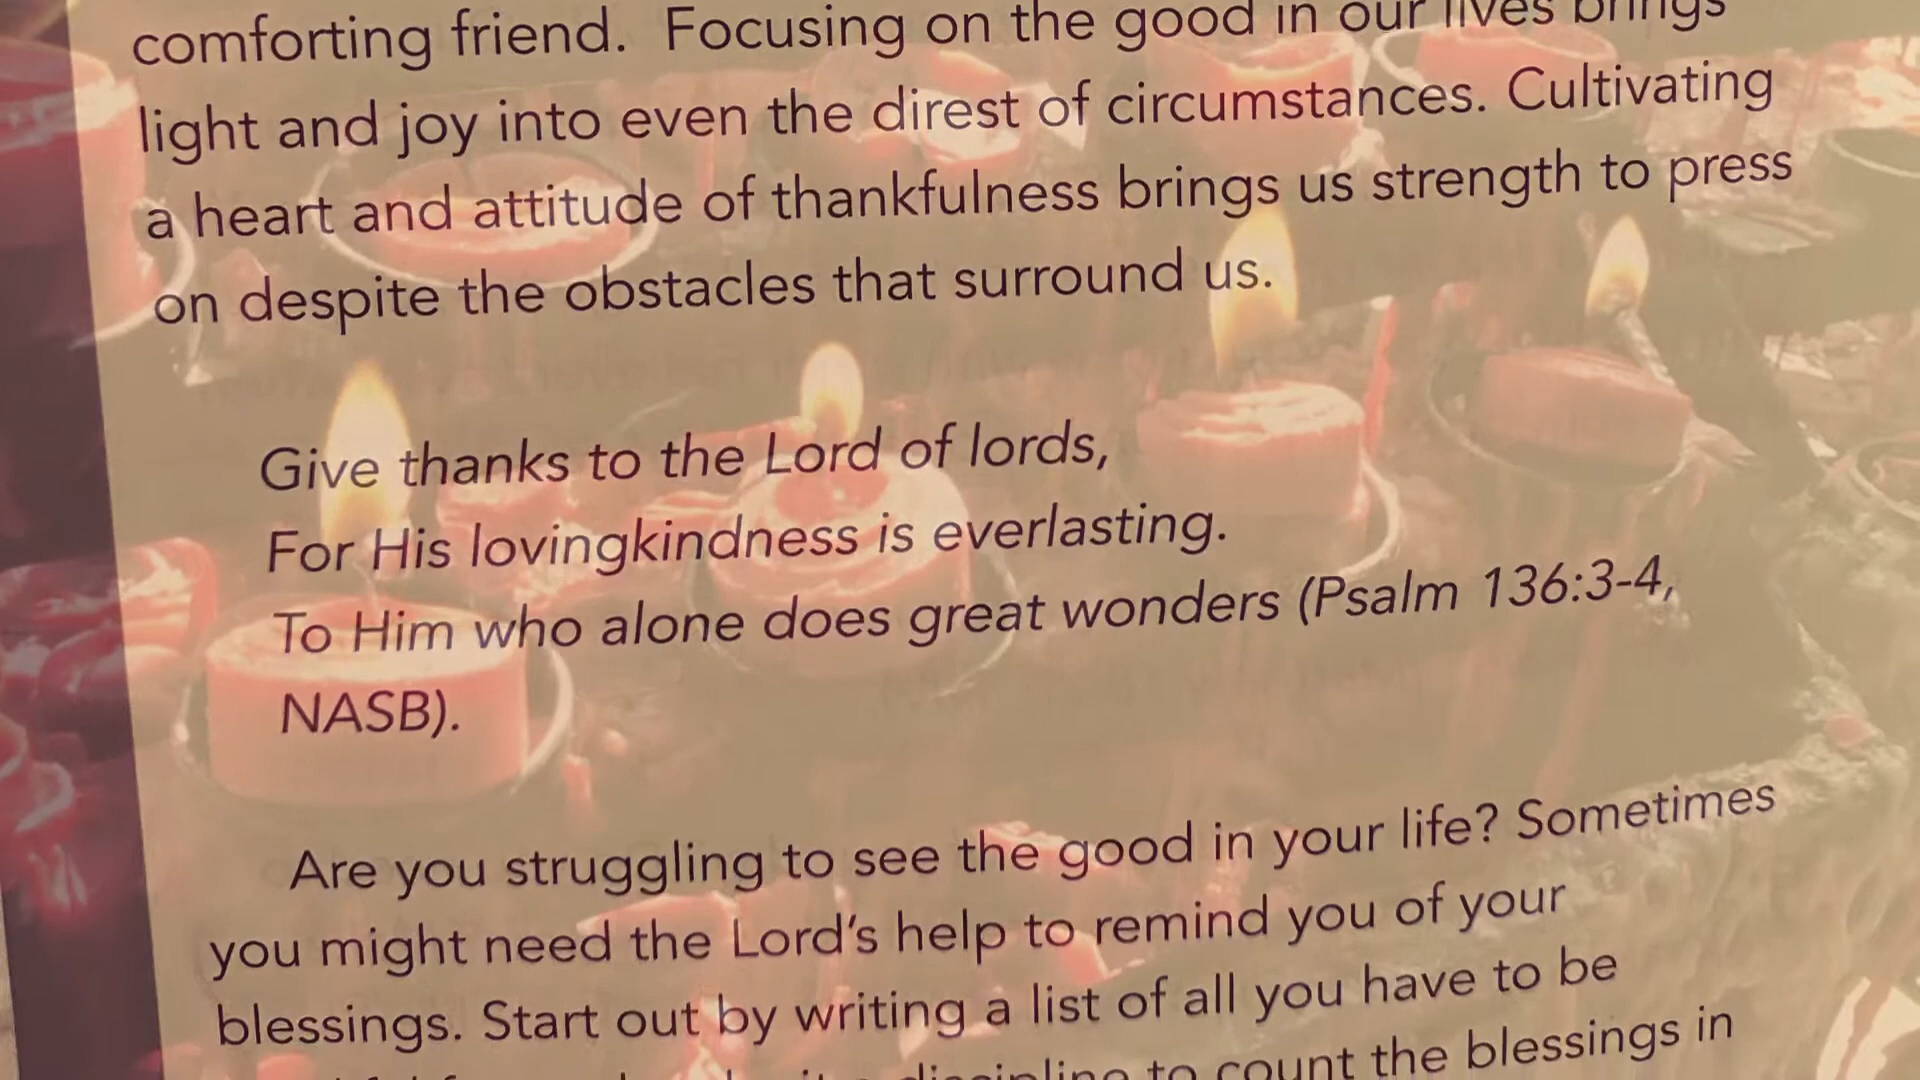 comforting friend. Focusing on the good in our lives brings
light and joy into even the direst of circumstances. Cultivating
a heart and attitude of thankfulness brings us strength to press
on despite the obstacles that surround us.
Give thanks to the Lord of lords,
For His lovingkindness is everlasting.
To Him who alone does great wonders (Psalm 136:3-4,
NASB).
Are you struggling to see the good in your life? Sometimes
you might need the Lord's help to remind you of your
blessings. Start out by writing a list of all you have to be
discipline to count the blessings in